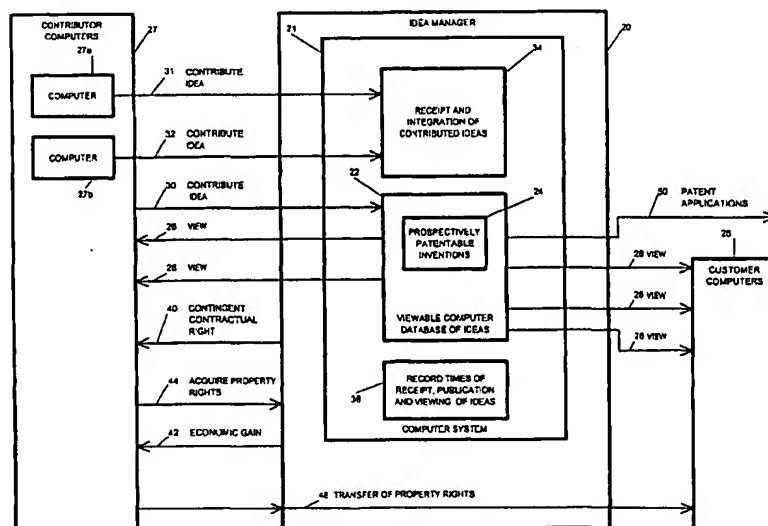 CONTRIBUTOR
COMPUTERS
27
27a
COMPUTER
COMPUTER
27b
31
CONTRIBUTE
IDEA
32
CONTRIBUTE
IDEA
30
CONTRIBUTE
IDEA
26
VIEW
26
VIEW
40
CONTINGENT
CONTRACTUAL
RIGHT
44
ACQUIRE PROPERTY
RIGHTS
42
ECONOMIC GAIN
IDEA MANAGER
21
20
34
RECEIPT AND
INTEGRATION OF
CONTRIBUTED IDEAS
22
24
PROSPECTIVELY
PATENTABLE
INVENTIONS
VIEWABLE COMPUTER
DATABASE OF IDEAS
36
RECORD TIMES OF
RECEIPT, PUBLICATION
AND VIEWING OF IDEAS
COMPUTER SYSTEM
48 TRANSFER OF PROPERTY RIGHTS
50
PATENT
APPLICATIONS
25
CUSTOMER
COMPUTERS
28 VIEW
28 VIEW
28 VIEW